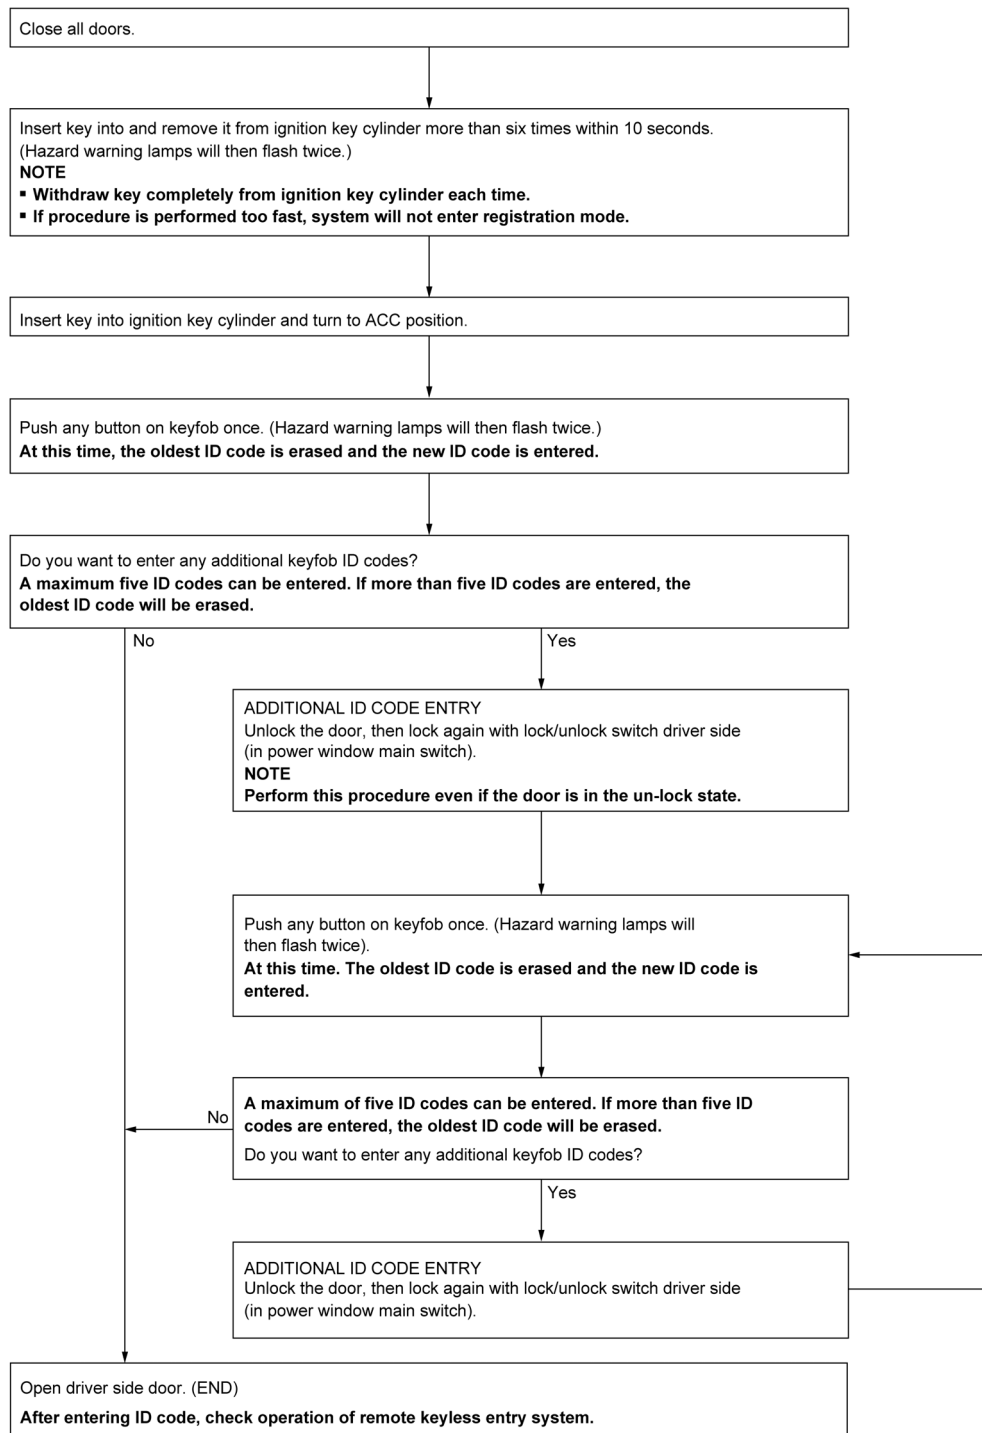 Close all doors.
Insert key into and remove it from ignition key cylinder more than six times within 10 seconds.
(Hazard warning lamps will then flash twice.)
NOTE
▪ Withdraw key completely from ignition key cylinder each time.
▪ If procedure is performed too fast, system will not enter registration mode.
Insert key into ignition key cylinder and turn to ACC position.
Push any button on keyfob once. (Hazard warning lamps will then flash twice.)
At this time, the oldest ID code is erased and the new ID code is entered.
Do you want to enter any additional keyfob ID codes?
A maximum five ID codes can be entered. If more than five ID codes are entered, the
oldest ID code will be erased.
No
Yes
ADDITIONAL ID CODE ENTRY
Unlock the door, then lock again with lock/unlock switch driver side
(in power window main switch).
NOTE
Perform this procedure even if the door is in the un-lock state.
Push any button on keyfob once. (Hazard warning lamps will
then flash twice).
At this time. The oldest ID code is erased and the new ID code is
entered.
A maximum of five ID codes can be entered. If more than five ID
codes are entered, the oldest ID code will be erased.
Do you want to enter any additional keyfob ID codes?
No
Yes
ADDITIONAL ID CODE ENTRY
Unlock the door, then lock again with lock/unlock switch driver side
(in power window main switch).
Open driver side door. (END)
After entering ID code, check operation of remote keyless entry system.